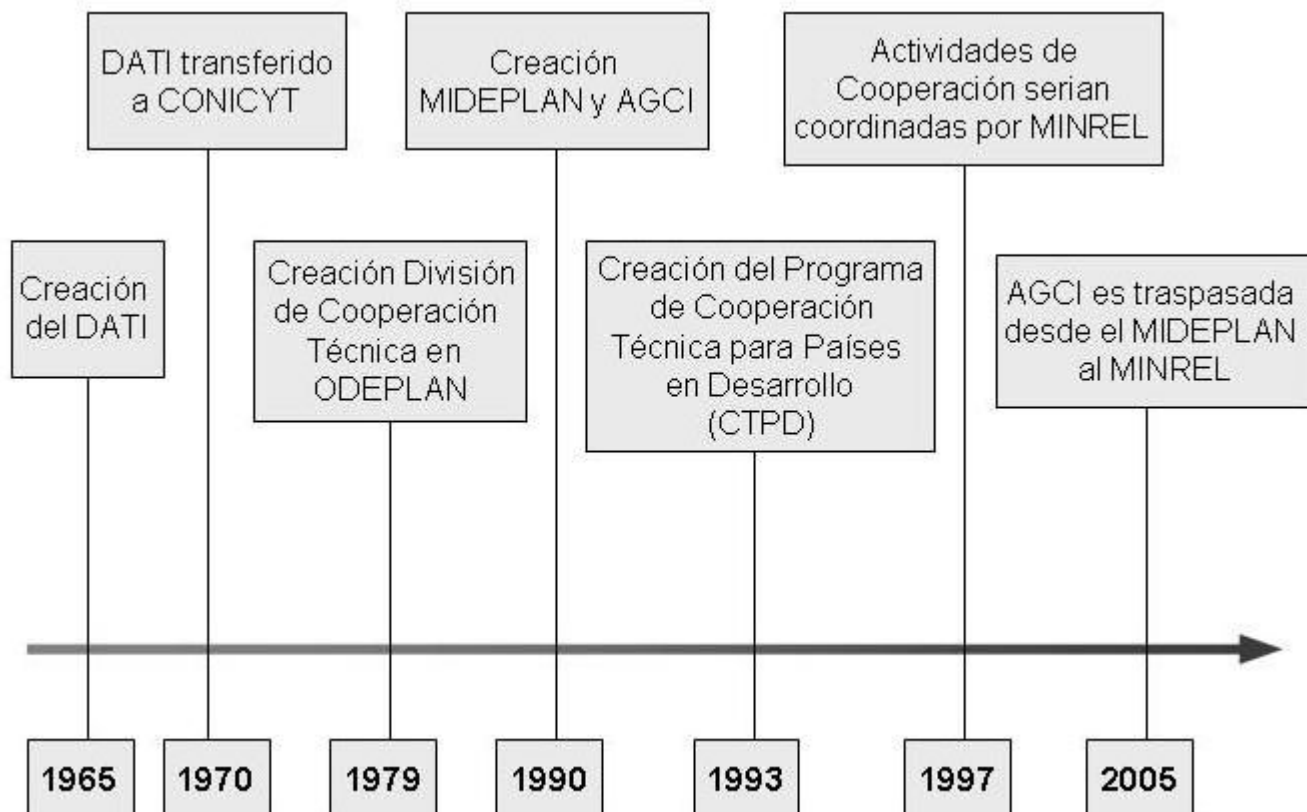 DATI transferido
a CONICYT
Creación
MIDEPLAN y AGCI
Actividades de
Cooperación serian
coordinadas por MINREL
Creación
del DATI
Creación División
de Cooperación
Técnica en
ODEPLAN
Creación del Programa
de Cooperación
Técnica para Países
en Desarrollo
(CTPD)
AGCI es traspasada
desde el MIDEPLAN
al MINREL
1965
1970
1979
1990
1993
1997
2005